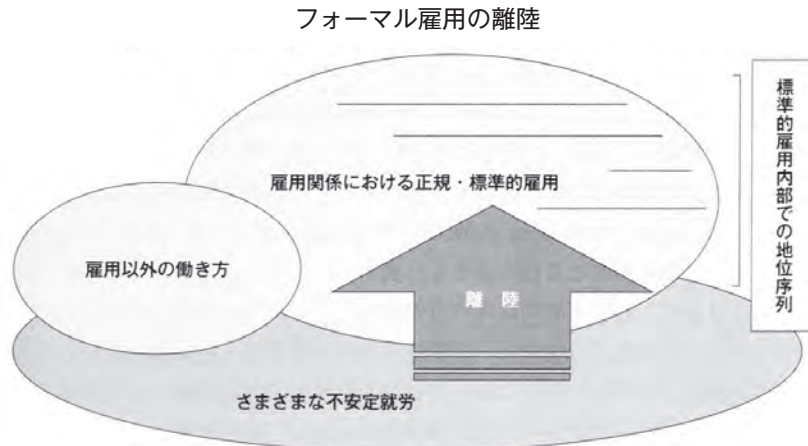 フォーマル雇用の離陸
標準的雇用内部での地位序列
雇用関係における正規・標準的雇用
雇用以外の働き方
離陸
さまざまな不安定就労